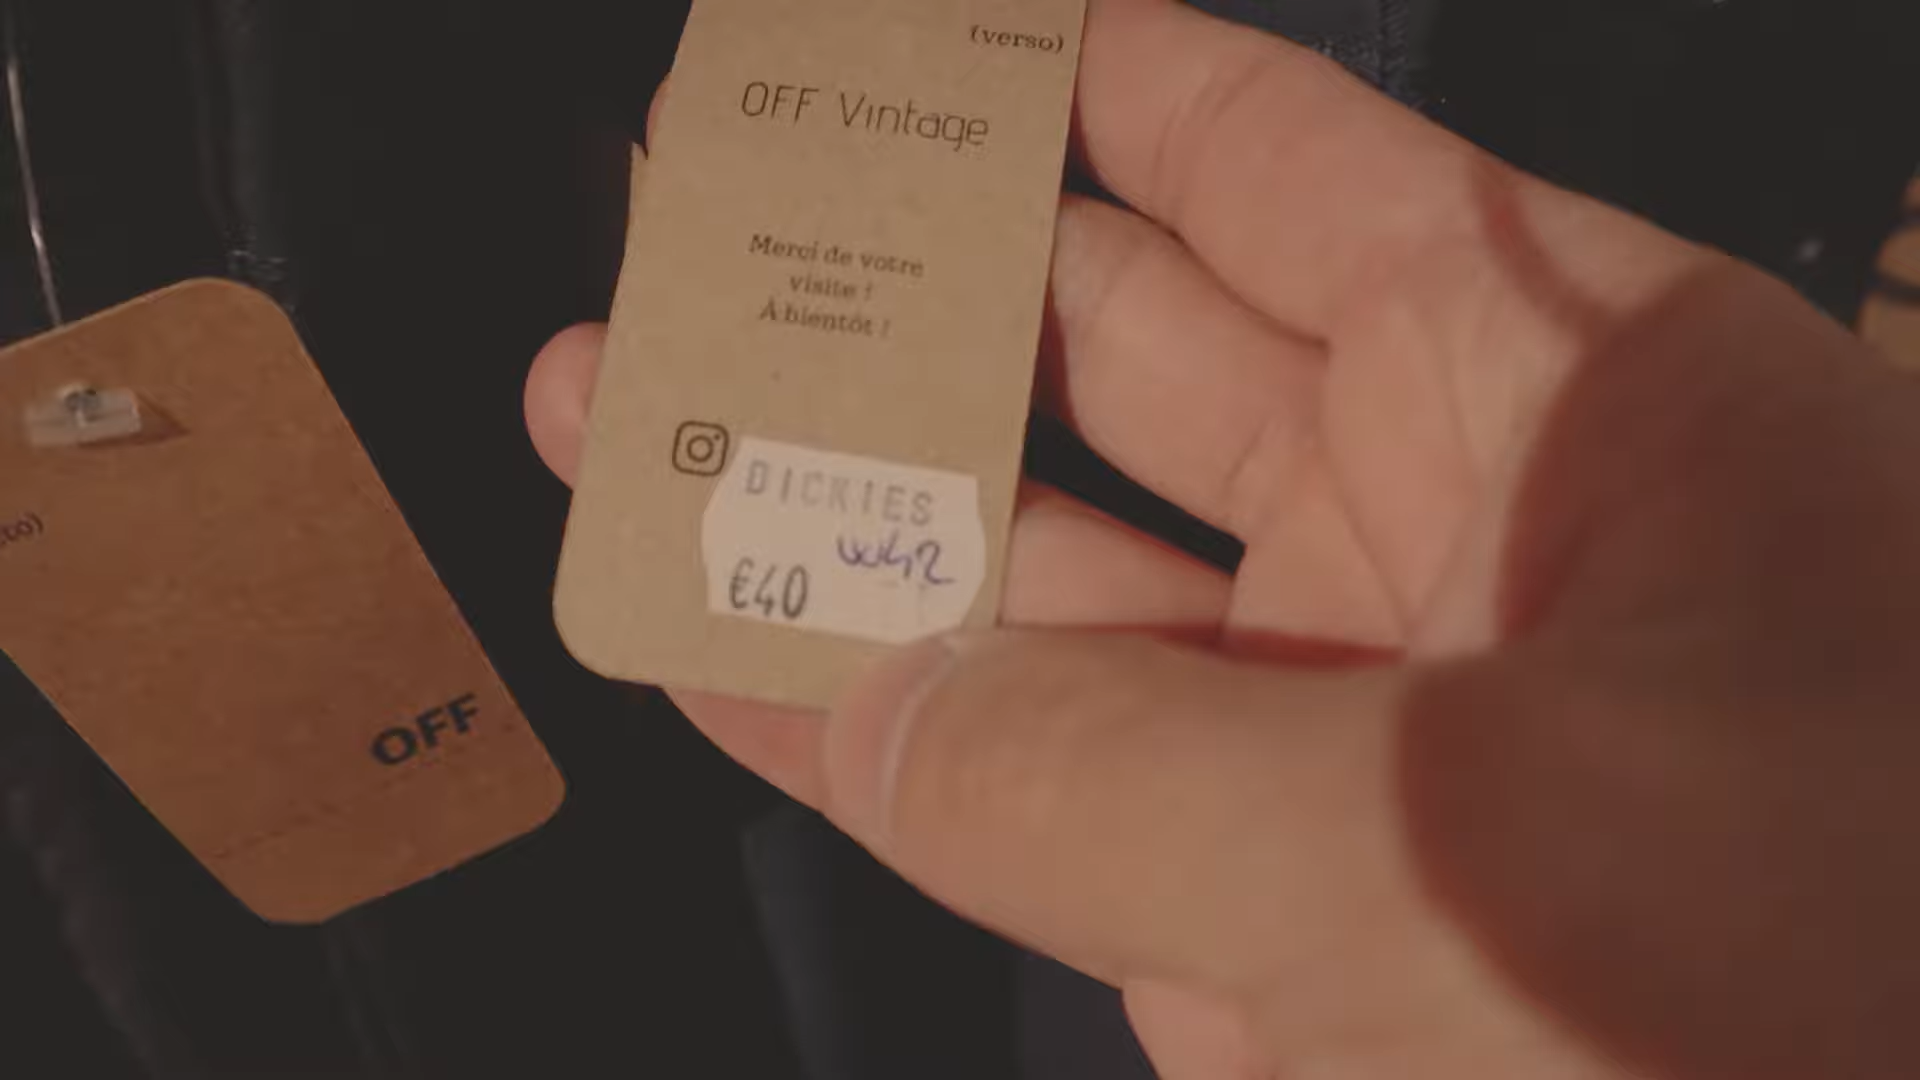 (verso)
OFF Vintage
Merci de votre
visite !
À bientôt !
DICKIES
W42
€40
OFF